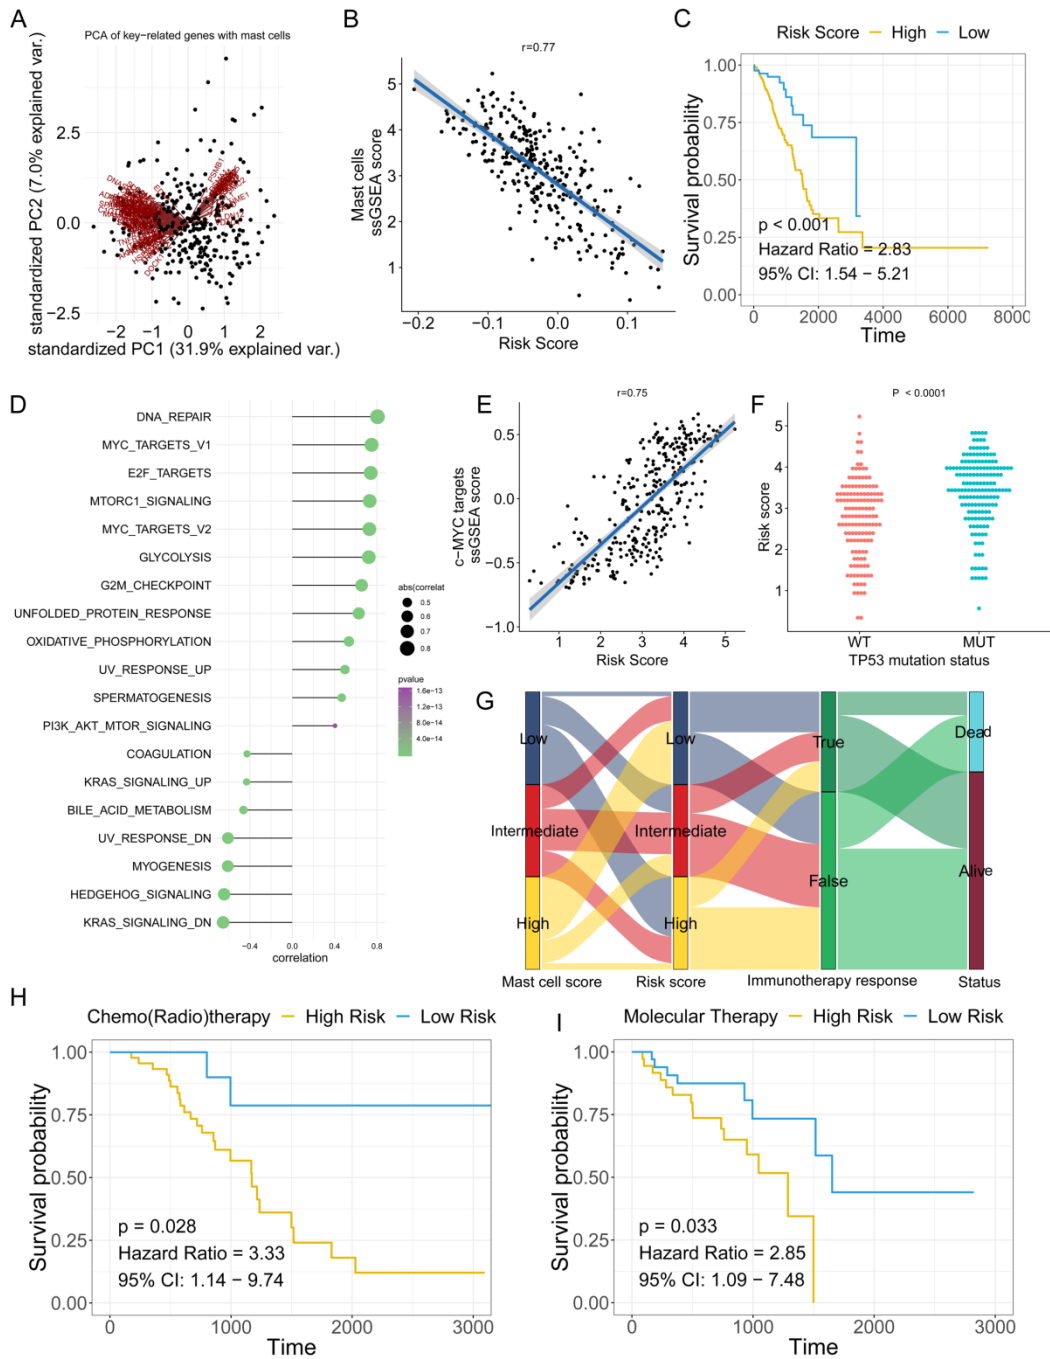 A
PCA of key-related genes with mast cells
standardized PC2 (7.0% explained var.)
2.5
0.0
−2.5
PSMB1
DOCK1
−2 −1 0 1 2
standardized PC1 (31.9% explained var.)
B
r=0.77
Mast cells
ssGSEA score
5
4
3
2
1
−0.2 −0.1 0.0 0.1
Risk Score
C
Risk Score High Low
Survival probability
1.00
0.75
0.50
0.25
0.00
p < 0.001
Hazard Ratio = 2.83
95% CI: 1.54 − 5.21
0 2000 4000 6000 8000
Time
D
DNA_REPAIR
MYC_TARGETS_V1
E2F_TARGETS
MTORC1_SIGNALING
MYC_TARGETS_V2
GLYCOLYSIS
G2M_CHECKPOINT
UNFOLDED_PROTEIN_RESPONSE
OXIDATIVE_PHOSPHORYLATION
UV_RESPONSE_UP
SPERMATOGENESIS
PI3K_AKT_MTOR_SIGNALING
COAGULATION
KRAS_SIGNALING_UP
BILE_ACID_METABOLISM
UV_RESPONSE_DN
MYOGENESIS
HEDGEHOG_SIGNALING
KRAS_SIGNALING_DN
−0.4 0.0 0.4 0.8
correlation
abs(correlat
0.5
0.6
0.7
0.8
pvalue
1.6e−13
1.2e−13
8.0e−14
4.0e−14
E
r=0.75
c−MYC targets
ssGSEA score
0.5
0.0
−0.5
−1.0
1 2 3 4 5
Risk Score
F
P < 0.0001
Risk score
5
4
3
2
1
WT MUT
TP53 mutation status
G
Low Low True Dead
Intermediate Intermediate
False Alive
High High
Mast cell score Risk score Immunotherapy response Status
H
Chemo(Radio)therapy High Risk Low Risk
Survival probability
1.00
0.75
0.50
0.25
0.00
p = 0.028
Hazard Ratio = 3.33
95% CI: 1.14 − 9.74
0 1000 2000 3000
Time
I
Molecular Therapy High Risk Low Risk
Survival probability
1.00
0.75
0.50
0.25
0.00
p = 0.033
Hazard Ratio = 2.85
95% CI: 1.09 − 7.48
0 1000 2000 3000
Time